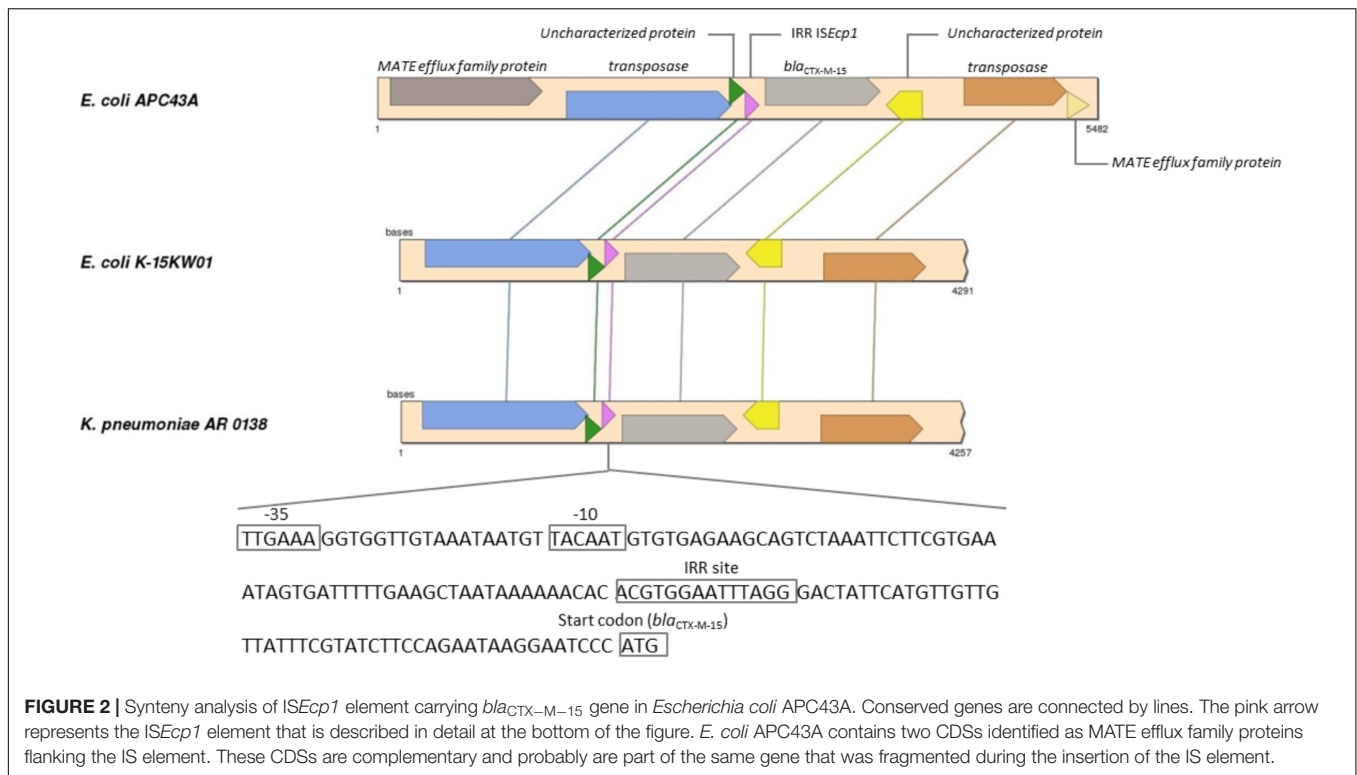 Uncharacterized protein
IRR ISEcp1
Uncharacterized protein
MATE efflux family protein
transposase
blaCTX-M-15
transposase
E. coli APC43A
1
5482
MATE efflux family protein
bases
E. coli K-15KW01
1
4291
bases
K. pneumoniae AR 0138
1
4257
-35 -10
TTGAAA GGTGGTTGTAAATAATGT TACAAT GTGTGAGAAGCAGTCTAAATTCTTCGTGAA
IRR site
ATAGTGATTTTTGAAGCTAATAAAAAACAC ACGTGGAATTTAGG GACTATTCATGTTGTTG
Start codon (blaCTX-M-15)
TTATTTCGTATCTTCCAGAATAAGGAATCCC ATG
FIGURE 2 | Synteny analysis of ISEcp1 element carrying blaCTX−M−15 gene in Escherichia coli APC43A. Conserved genes are connected by lines. The pink arrow
represents the ISEcp1 element that is described in detail at the bottom of the figure. E. coli APC43A contains two CDSs identified as MATE efflux family proteins
flanking the IS element. These CDSs are complementary and probably are part of the same gene that was fragmented during the insertion of the IS element.